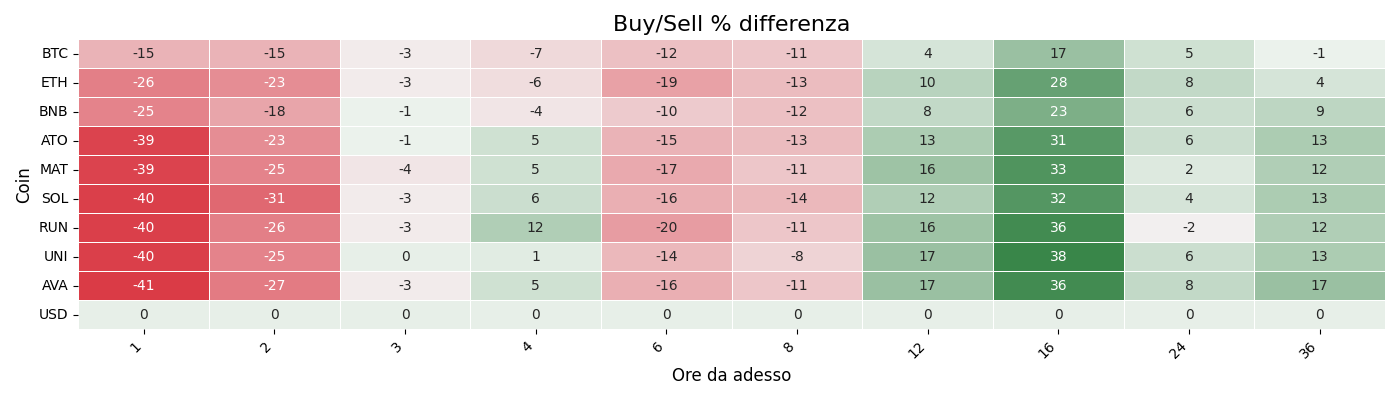 Buy/Sell % differenza
Coin
BTC -15 -15 -3 -7 -12 -11 4 17 5 -1
ETH -26 -23 -3 -6 -19 -13 10 28 8 4
BNB -25 -18 -1 -4 -10 -12 8 23 6 9
ATO -39 -23 -1 5 -15 -13 13 31 6 13
MAT -39 -25 -4 5 -17 -11 16 33 2 12
SOL -40 -31 -3 6 -16 -14 12 32 4 13
RUN -40 -26 -3 12 -20 -11 16 36 -2 12
UNI -40 -25 0 1 -14 -8 17 38 6 13
AVA -41 -27 -3 5 -16 -11 17 36 8 17
USD 0 0 0 0 0 0 0 0 0 0
1 2 3 4 6 8 12 16 24 36
Ore da adesso